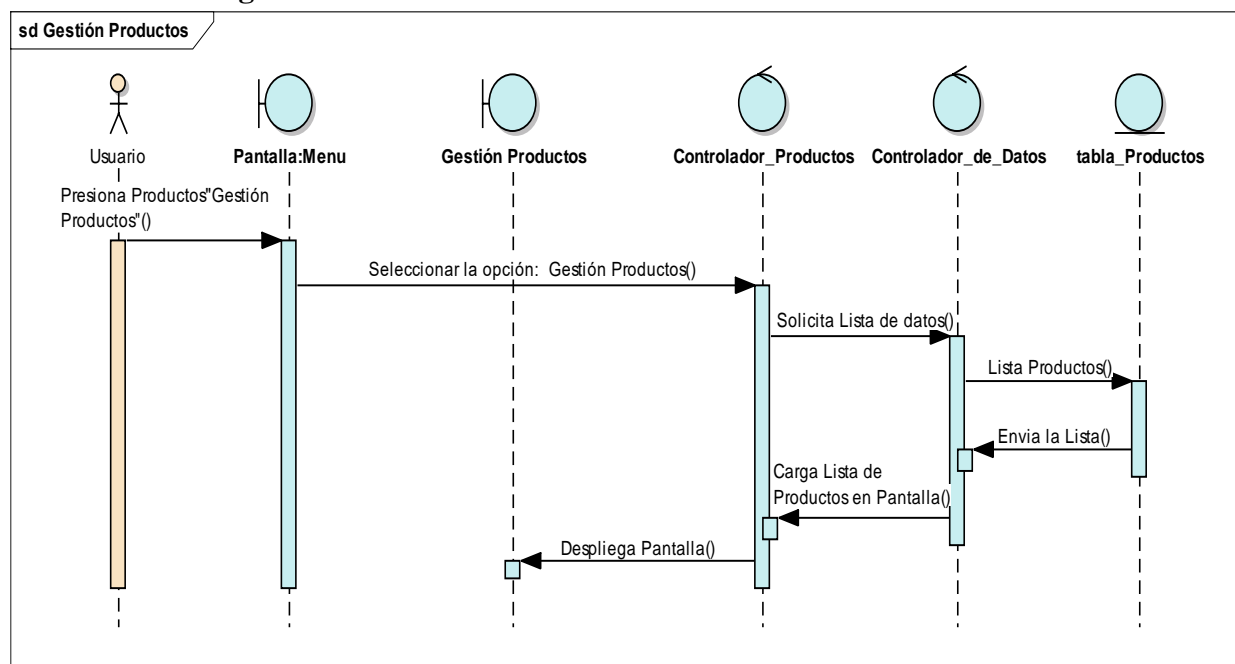 g
sd Gestión Productos
Usuario
Pantalla:Menu
Gestión Productos
Controlador_Productos
Controlador_de_Datos
tabla_Productos
Presiona Productos"Gestión
Productos"()
Seleccionar la opción:  Gestión Productos()
Solicita Lista de datos()
Lista Productos()
Envia la Lista()
Carga Lista de
Productos en Pantalla()
Despliega Pantalla()